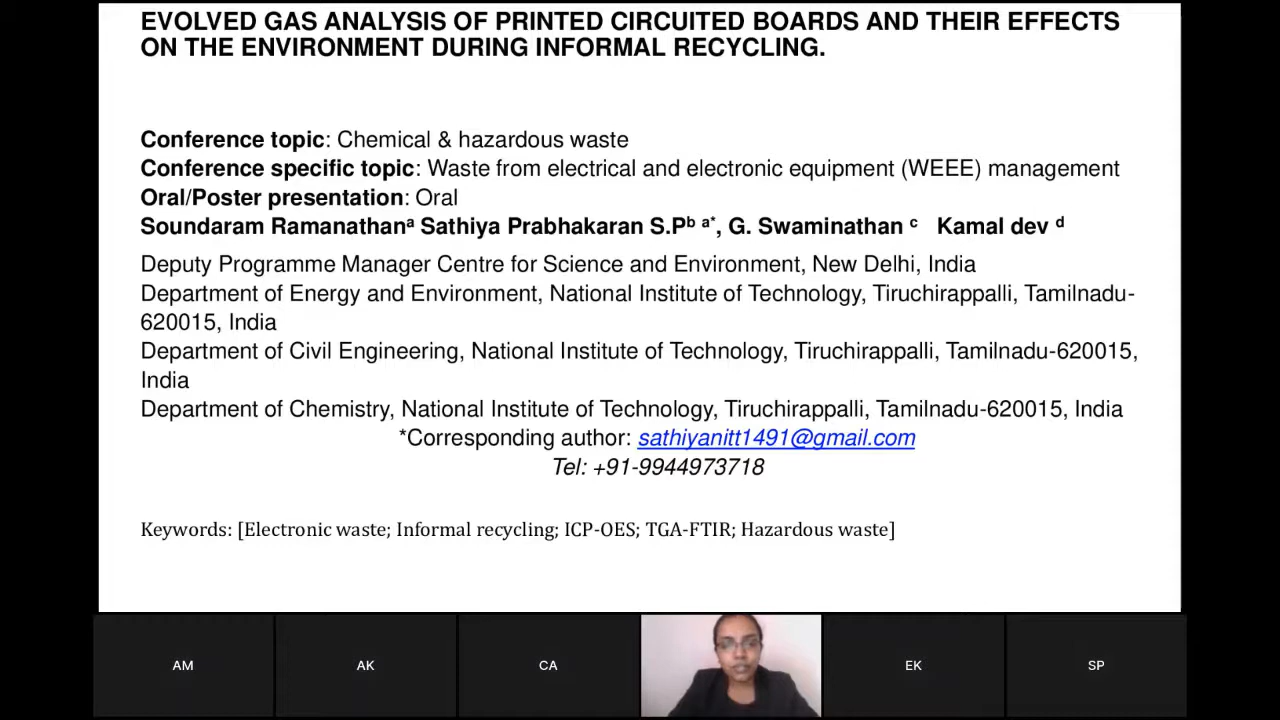 EVOLVED GAS ANALYSIS OF PRINTED CIRCUITED BOARDS AND THEIR EFFECTS
ON THE ENVIRONMENT DURING INFORMAL RECYCLING.
Conference topic: Chemical & hazardous waste
Conference specific topic: Waste from electrical and electronic equipment (WEEE) management
Oral/Poster presentation: Oral
Soundaram Ramanathanᵃ Sathiya Prabhakaran S.Pᵇ ᵃ*, G. Swaminathan ᶜ Kamal dev ᵈ
Deputy Programme Manager Centre for Science and Environment, New Delhi, India
Department of Energy and Environment, National Institute of Technology, Tiruchirappalli, Tamilnadu-
620015, India
Department of Civil Engineering, National Institute of Technology, Tiruchirappalli, Tamilnadu-620015,
India
Department of Chemistry, National Institute of Technology, Tiruchirappalli, Tamilnadu-620015, India
*Corresponding author: sathiyanitt1491@gmail.com
Tel: +91-9944973718
Keywords: [Electronic waste; Informal recycling; ICP-OES; TGA-FTIR; Hazardous waste]
AM AK CA EK SP